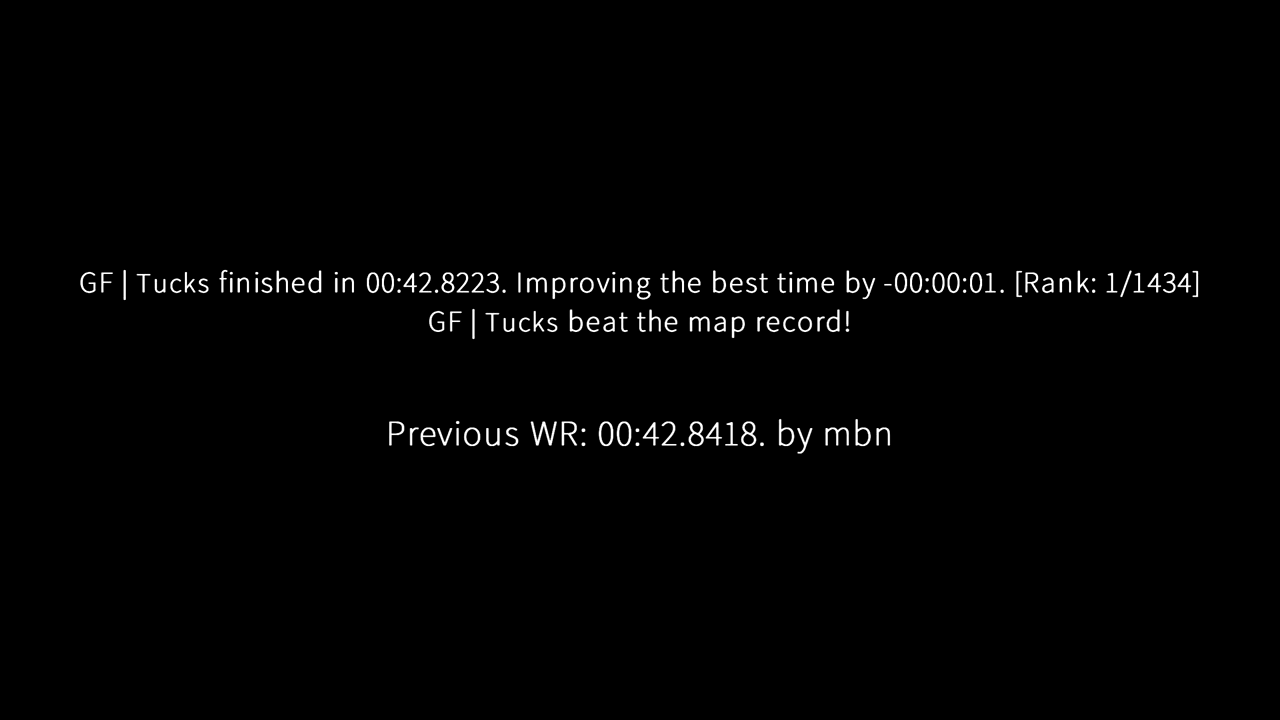 GF | Tucks finished in 00:42.8223. Improving the best time by -00:00:01. [Rank: 1/1434]
GF | Tucks beat the map record!
Previous WR: 00:42.8418. by mbn